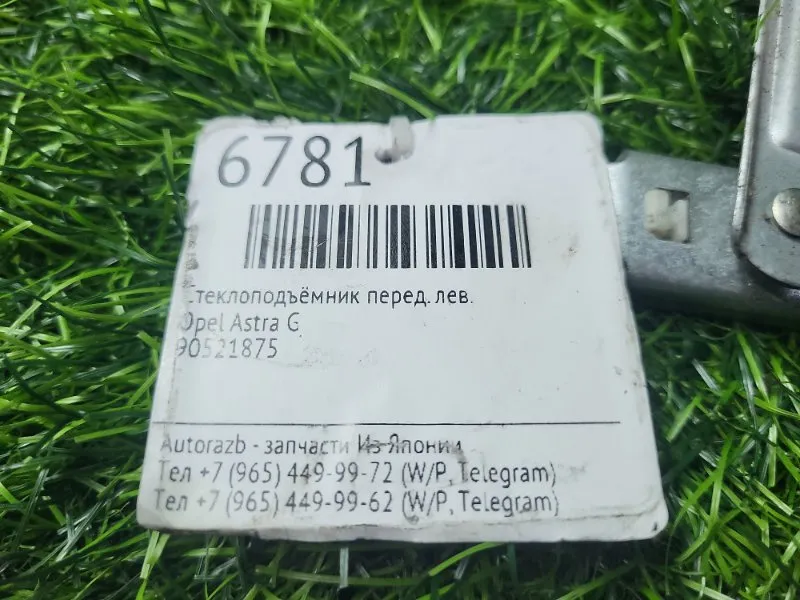 6781
Стеклоподъёмник перед. лев.
Opel Astra G
90521875
Autorazb - запчасти Из Японии
Тел +7 (965) 449-99-72 (W/P, Telegram)
Тел +7 (965) 449-99-62 (W/P, Telegram)